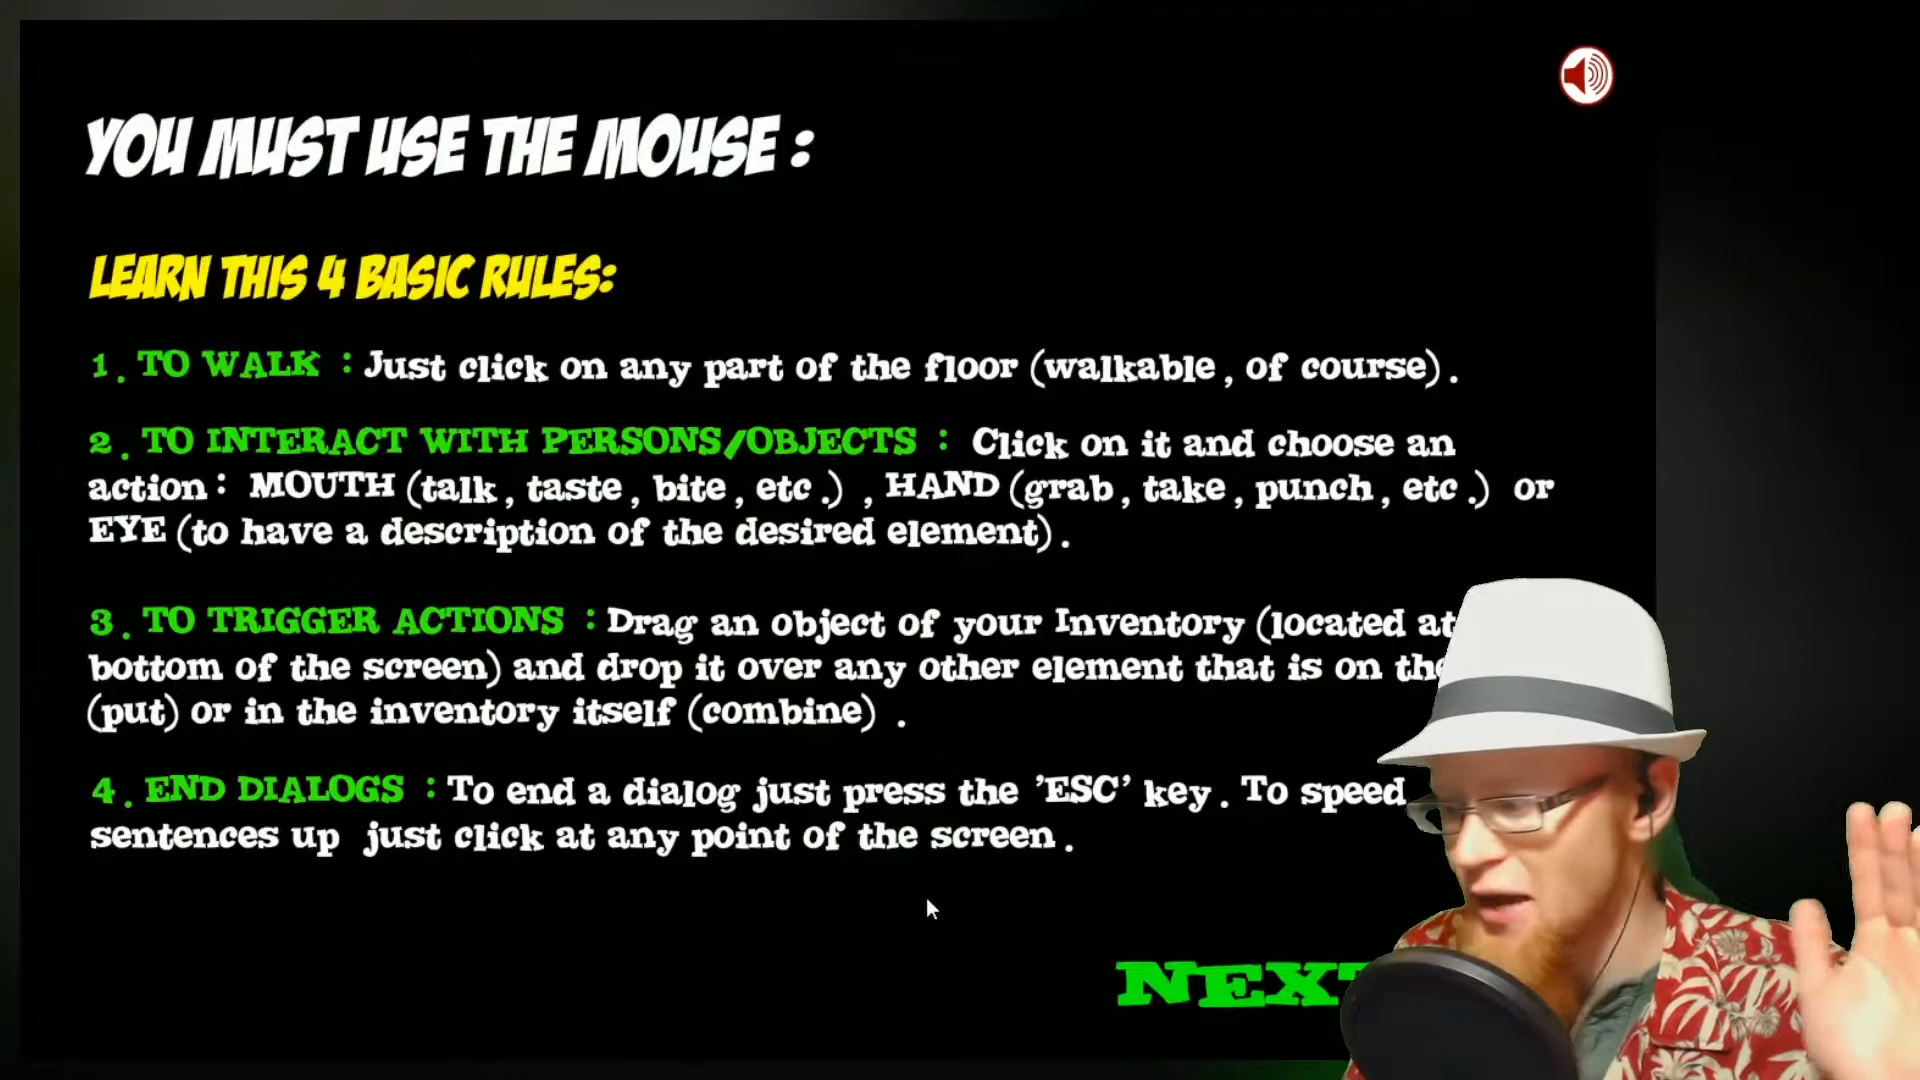 YOU MUST USE THE MOUSE :
LEARN THIS 4 BASIC RULES:
1. TO WALK : Just click on any part of the floor (walkable, of course).
2. TO INTERACT WITH PERSONS/OBJECTS : Click on it and choose an
action: MOUTH (talk, taste, bite, etc.) , HAND (grab, take, punch, etc.) or
EYE (to have a description of the desired element).
3. TO TRIGGER ACTIONS : Drag an object of your Inventory (located at
bottom of the screen) and drop it over any other element that is on the
(put) or in the inventory itself (combine) .
4. END DIALOGS : To end a dialog just press the 'ESC' key. To speed
sentences up just click at any point of the screen.
NEXT